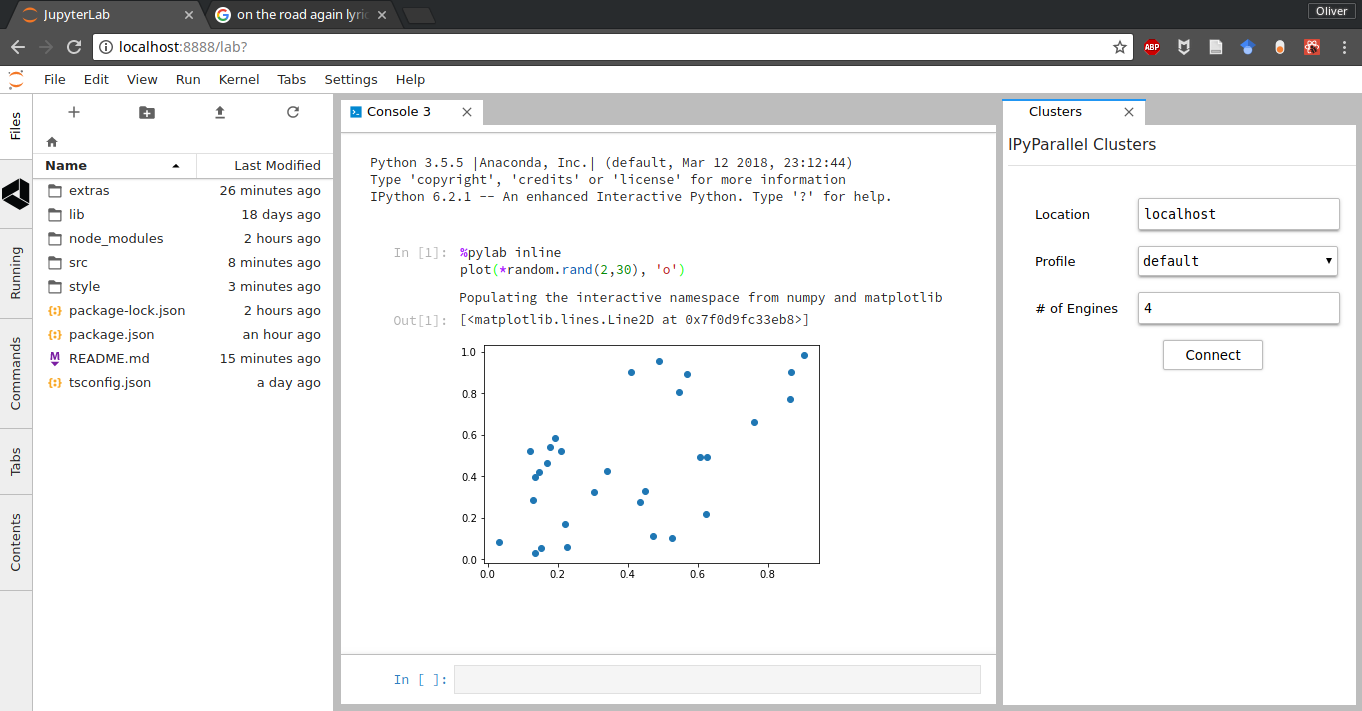 JupyterLab
on the road again lyri
Oliver
localhost:8888/lab?
ABP
File Edit View Run Kernel Tabs Settings Help
Files
Running
Commands
Tabs
Contents
Name Last Modified
extras 26 minutes ago
lib 18 days ago
node_modules 2 hours ago
src 8 minutes ago
style 3 minutes ago
package-lock.json 2 hours ago
package.json an hour ago
README.md 15 minutes ago
tsconfig.json a day ago
Console 3
Python 3.5.5 |Anaconda, Inc.| (default, Mar 12 2018, 23:12:44)
Type 'copyright', 'credits' or 'license' for more information
IPython 6.2.1 -- An enhanced Interactive Python. Type '?' for help.
In [1]: %pylab inline
plot(*random.rand(2,30), 'o')
Populating the interactive namespace from numpy and matplotlib
Out[1]: [<matplotlib.lines.Line2D at 0x7f0d9fc33eb8>]
1.0
0.8
0.6
0.4
0.2
0.0
0.0 0.2 0.4 0.6 0.8
In [ ]:
Clusters
IPyParallel Clusters
Location localhost
Profile default
# of Engines 4
Connect